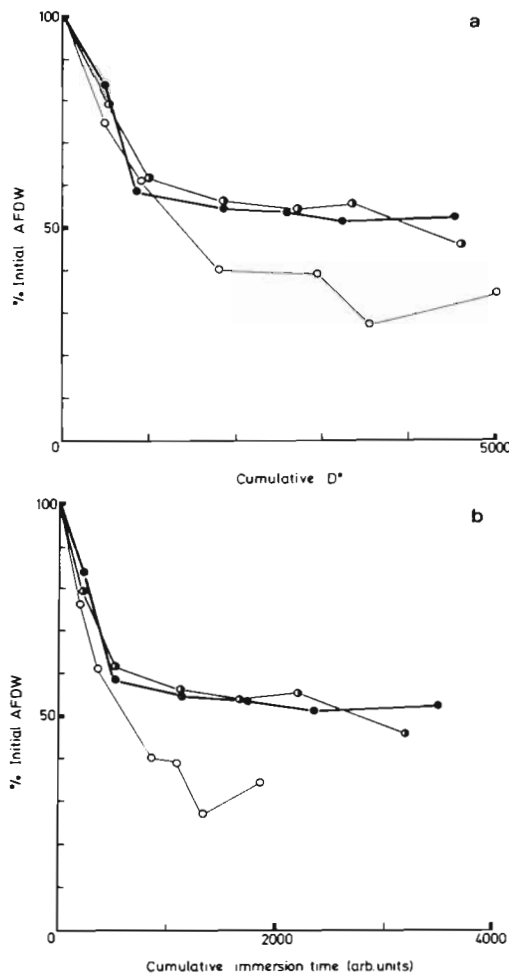 a
100
50
0
% Initial AFDW
5000
Cumulative D°
b
100
50
0
% Initial AFDW
2000
4000
Cumulative immersion time (arb.units)